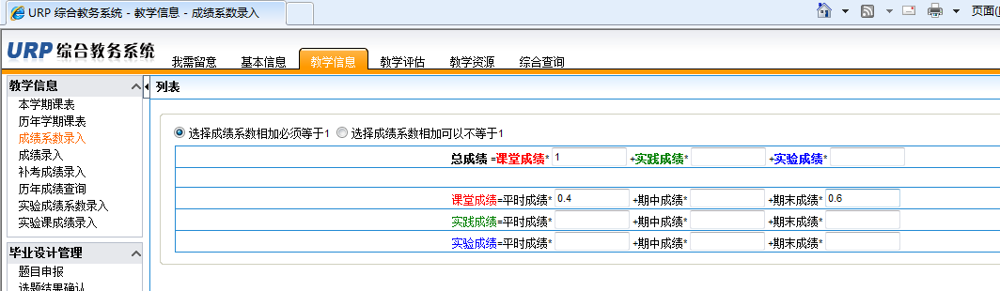 URP 综合教务系统 - 教学信息 - 成绩系数录入
页面(
URP 综合教务系统
我需留意 基本信息 教学信息 教学评估 教学资源 综合查询
教学信息
本学期课表
历年学期课表
成绩系数录入
成绩录入
补考成绩录入
历年成绩查询
实验成绩系数录入
实验课成绩录入
毕业设计管理
题目申报
选题结果确认
列表
选择成绩系数相加必须等于1 选择成绩系数相加可以不等于1
总成绩 =课堂成绩* 1 +实践成绩* +实验成绩*
课堂成绩=平时成绩* 0.4 +期中成绩* +期末成绩* 0.6
实践成绩=平时成绩* +期中成绩* +期末成绩*
实验成绩=平时成绩* +期中成绩* +期末成绩*